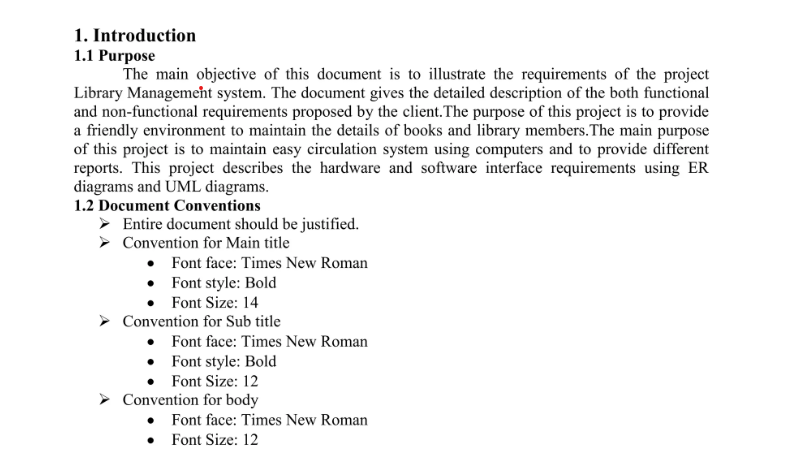 1. Introduction
1.1 Purpose
The main objective of this document is to illustrate the requirements of the project
Library Management system. The document gives the detailed description of the both functional
and non-functional requirements proposed by the client.The purpose of this project is to provide
a friendly environment to maintain the details of books and library members.The main purpose
of this project is to maintain easy circulation system using computers and to provide different
reports. This project describes the hardware and software interface requirements using ER
diagrams and UML diagrams.
1.2 Document Conventions
➢ Entire document should be justified.
➢ Convention for Main title
• Font face: Times New Roman
• Font style: Bold
• Font Size: 14
➢ Convention for Sub title
• Font face: Times New Roman
• Font style: Bold
• Font Size: 12
➢ Convention for body
• Font face: Times New Roman
• Font Size: 12